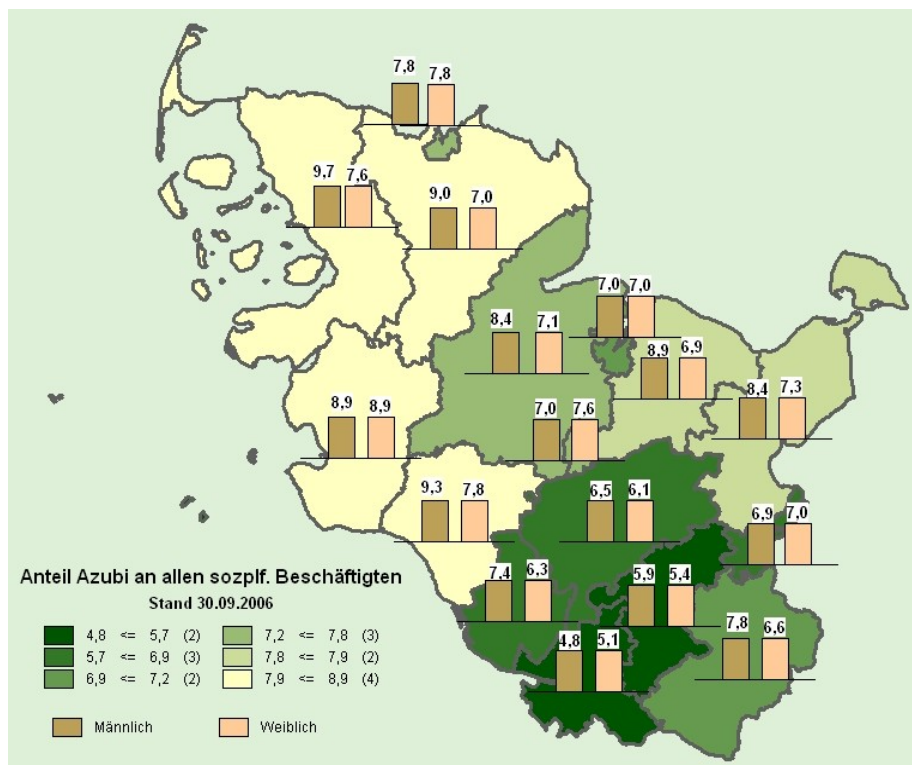 7,8 7,8
9,7 7,6
9,0 7,0
7,0 7,0
8,4 7,1
8,9 6,9
8,4 7,3
8,9 8,9
7,0 7,6
9,3 7,8
6,5 6,1
6,9 7,0
7,4 6,3
5,9 5,4
7,8 6,6
4,8 5,1
Anteil Azubi an allen sozplf. Beschäftigten
Stand 30.09.2006
4,8 <= 5,7 (2) 7,2 <= 7,8 (3)
5,7 <= 6,9 (3) 7,8 <= 7,9 (2)
6,9 <= 7,2 (2) 7,9 <= 8,9 (4)
Männlich Weiblich